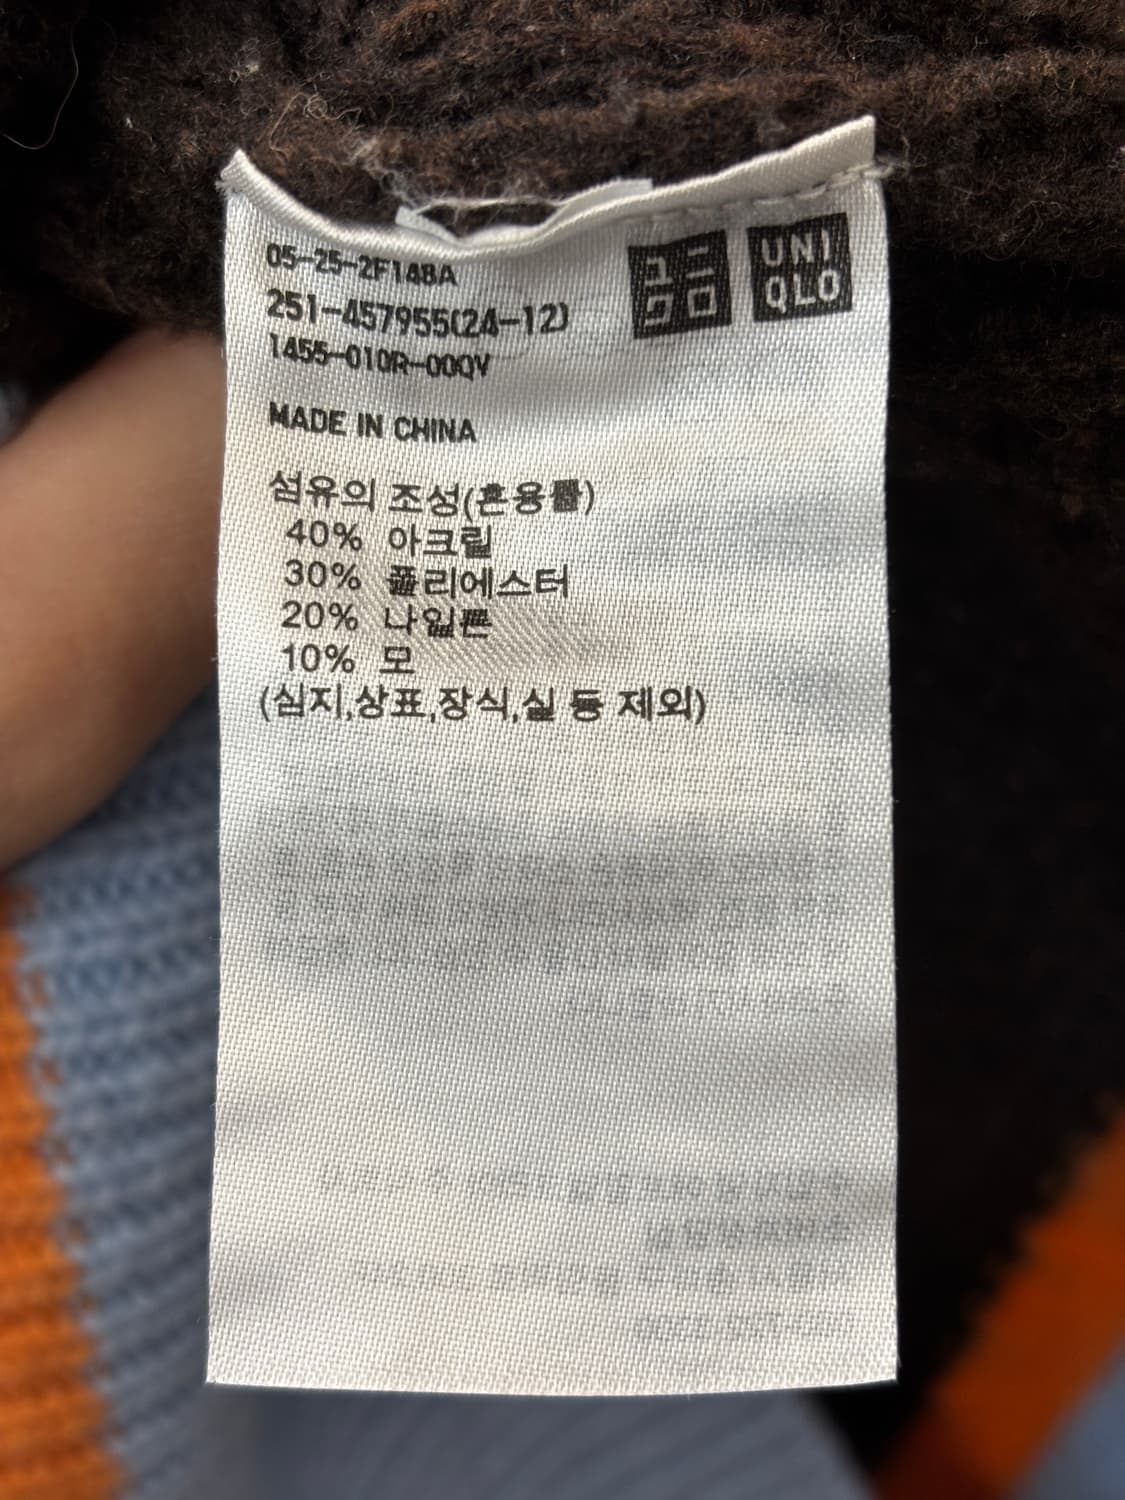 05-25-2F148A
251-457955(24-12)
1455-010R-00QV
ユニ
クロ
UNI
QLO
MADE IN CHINA
섬유의 조성(혼용률)
40% 아크릴
30% 폴리에스터
20% 나일론
10% 모
(심지,상표,장식,실 등 제외)